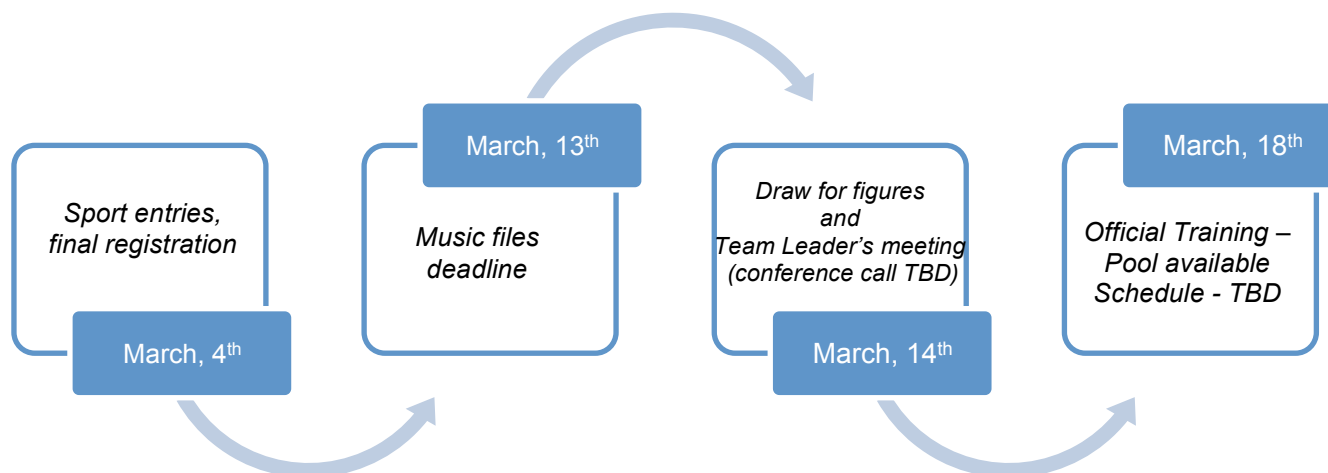 Sport entries,
final registration
March, 4th
March, 13th
Music files
deadline
Draw for figures
and
Team Leader’s meeting
(conference call TBD)
March, 14th
March, 18th
Official Training –
Pool available
Schedule - TBD